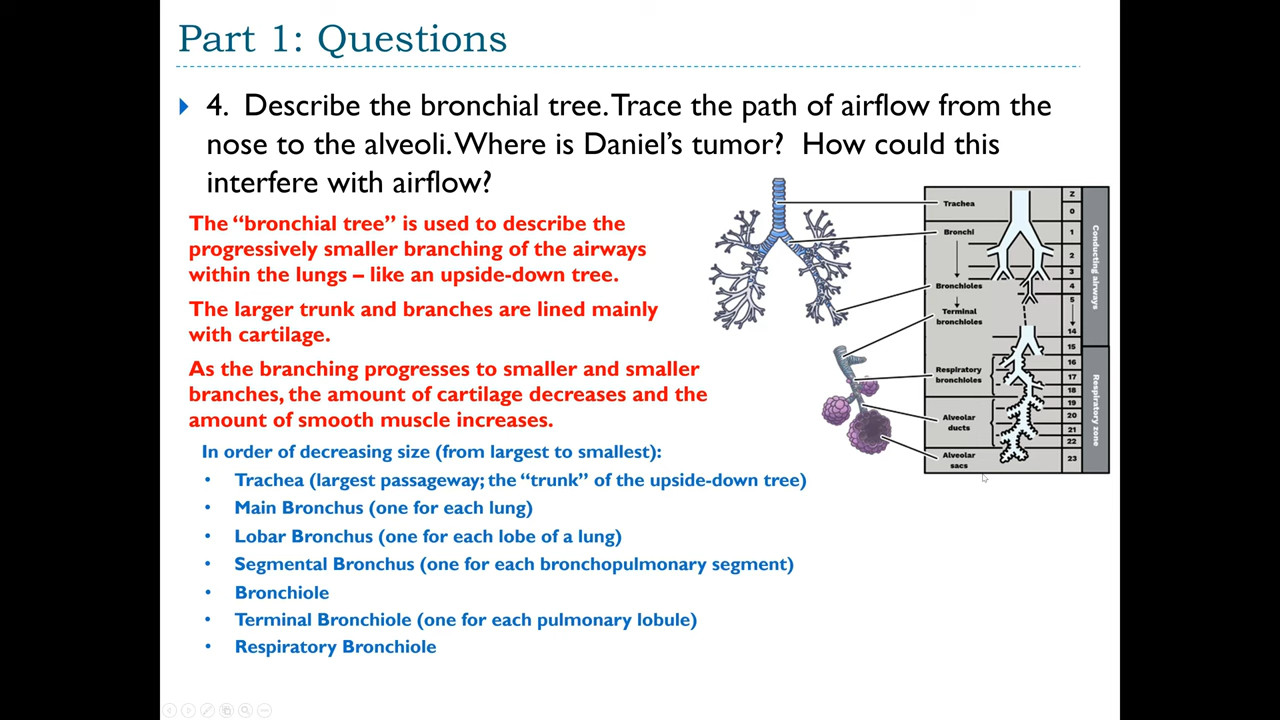 Part 1: Questions
4. Describe the bronchial tree. Trace the path of airflow from the
nose to the alveoli. Where is Daniel's tumor? How could this
interfere with airflow?
The “bronchial tree” is used to describe the
progressively smaller branching of the airways
within the lungs – like an upside-down tree.
The larger trunk and branches are lined mainly
with cartilage.
As the branching progresses to smaller and smaller
branches, the amount of cartilage decreases and the
amount of smooth muscle increases.
In order of decreasing size (from largest to smallest):
• Trachea (largest passageway; the “trunk” of the upside-down tree)
• Main Bronchus (one for each lung)
• Lobar Bronchus (one for each lobe of a lung)
• Segmental Bronchus (one for each bronchopulmonary segment)
• Bronchiole
• Terminal Bronchiole (one for each pulmonary lobule)
• Respiratory Bronchiole
Trachea
Bronchi
Bronchioles
Terminal
bronchioles
Respiratory
bronchioles
Alveolar
ducts
Alveolar
sacs
Z
0
1
2
3
4
5
14
15
16
17
18
19
20
21
22
23
Conducting airways
Respiratory zone